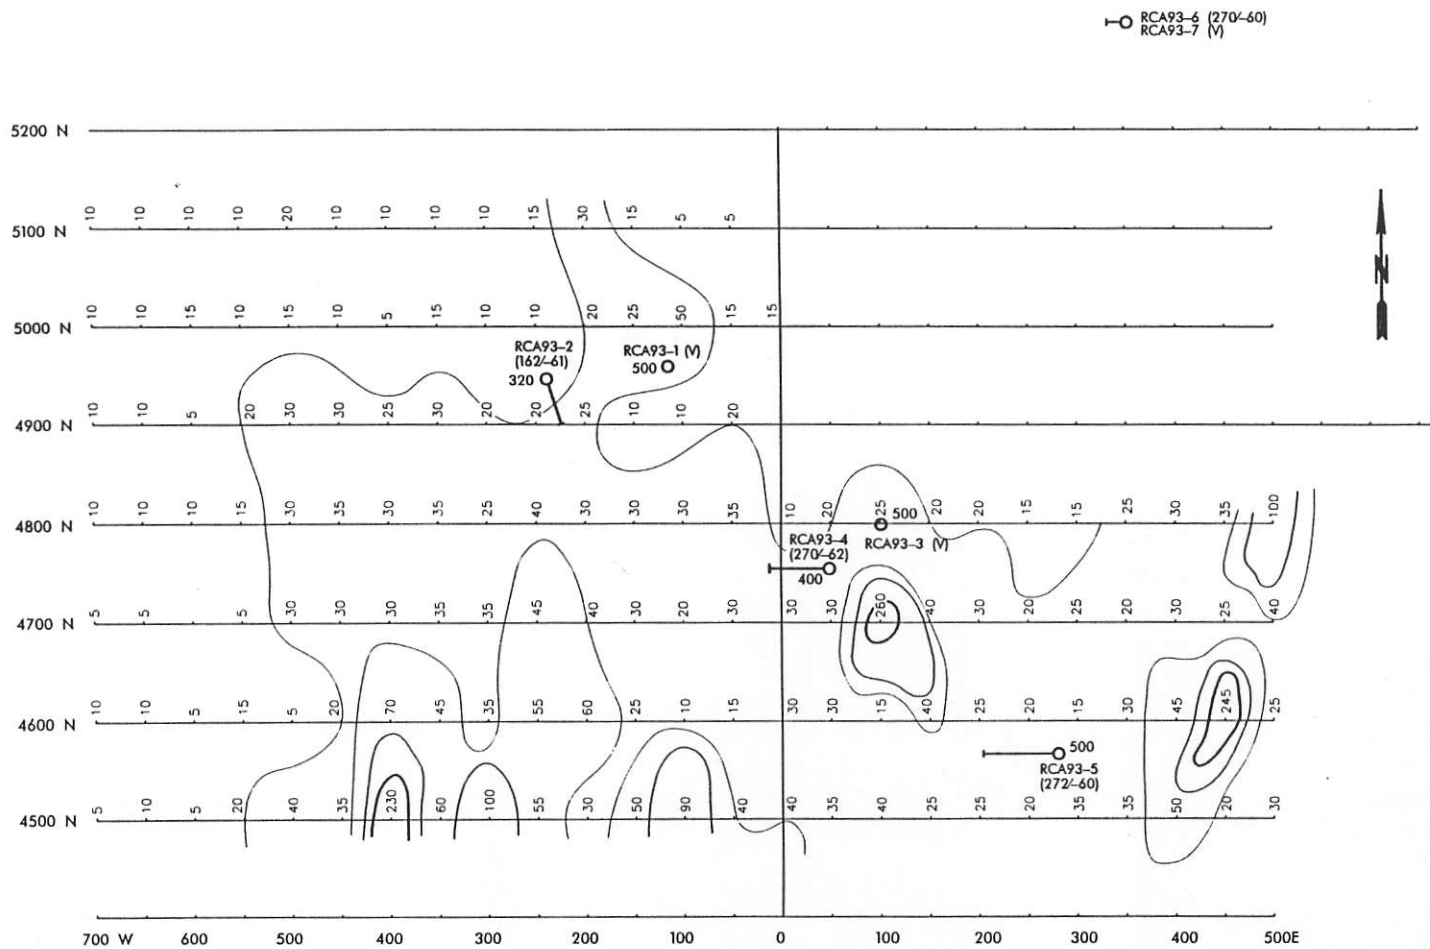 RCA93-6 (270/-60)
RCA93-7 (V)
5200 N
10 10 10 10 20 10 10 10 10 10 30 15 5 5
5100 N
N
10 10 10 15 15 10 5 10 10 10 20 25 50 15 15
5000 N
RCA93-2
(162/-61)
320
RCA93-1 (V)
500
10 10 5 20 30 25 30 30 20 20 25 10 10 20
4900 N
10 10 10 10 30 35 35 30 25 40 30 30 30 35 10 20 25 20 20 15 25 25 35 35 100
4800 N
500
RCA93-3 (V)
RCA93-4
(270/-62)
400
5 5 15 15 30 30 30 30 35 45 40 30 20 30 30 30 260 40 20 25 25 20 20 25 40
4700 N
10 10 15 15 5 20 70 45 30 55 60 25 10 15 30 30 15 40 25 20 15 30 45 245 25
4600 N
500
RCA93-5
(272/-60)
5 10 5 20 40 35 230 60 100 55 30 50 90 40 40 35 40 25 25 20 35 35 50 20 30
4500 N
700 W 600 500 400 300 200 100 0 100 200 300 400 500E